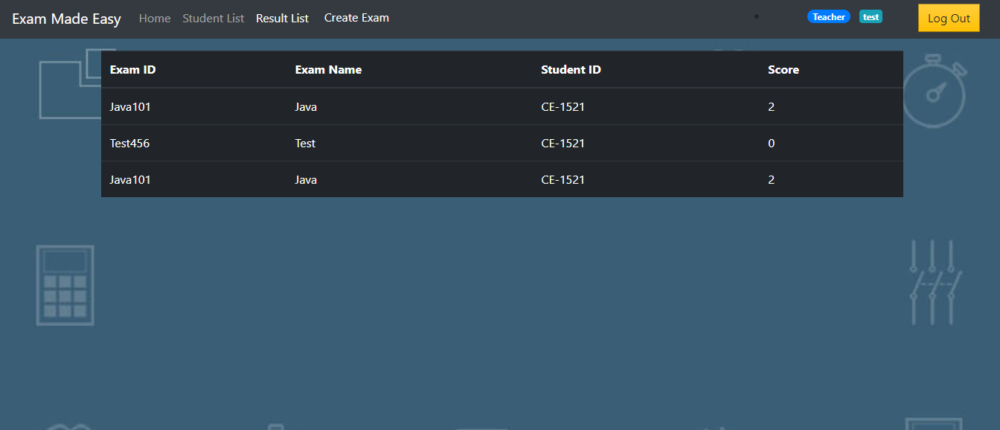 Exam Made Easy Home Student List Result List Create Exam Teacher test Log Out
Exam ID Exam Name Student ID Score
Java101 Java CE-1521 2
Test456 Test CE-1521 0
Java101 Java CE-1521 2